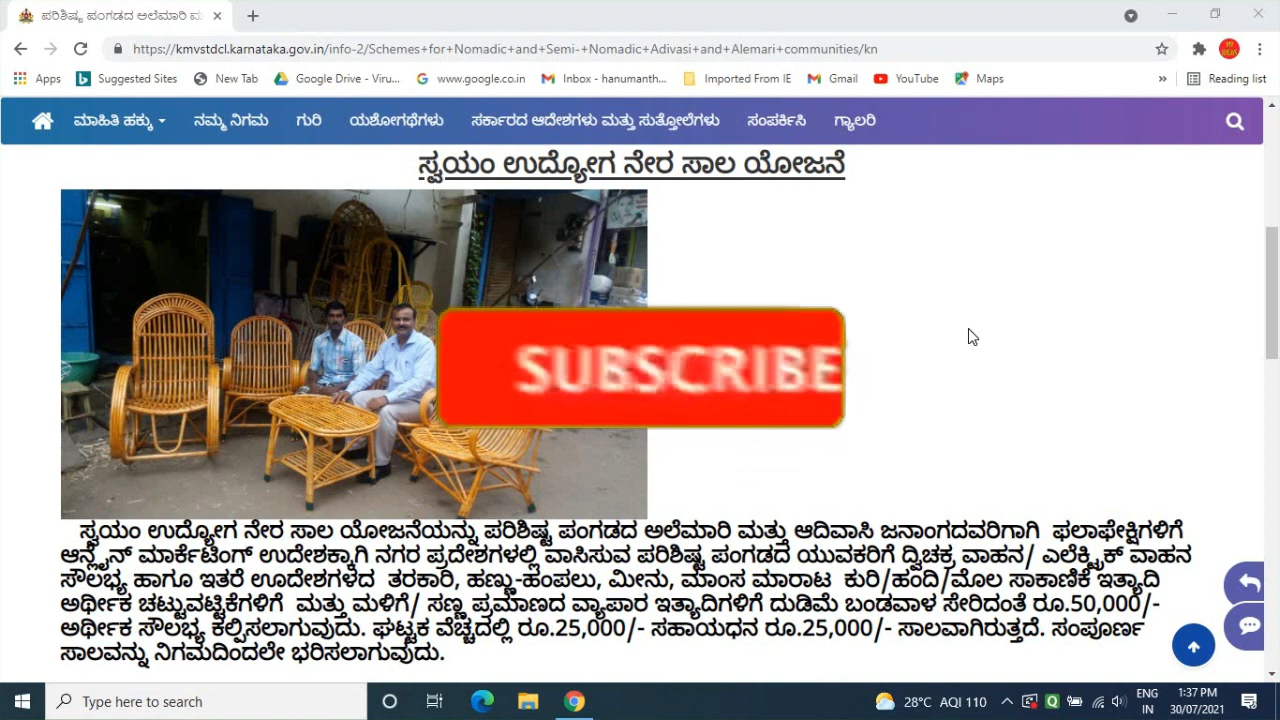 ಪರಿಶಿಷ್ಟ ಪಂಗಡದ ಅಲೆಮಾರಿ ಮ
https://kmvstdcl.karnataka.gov.in/info-2/Schemes+for+Nomadic+and+Semi-+Nomadic+Adivasi+and+Alemari+communities/kn
Apps Suggested Sites New Tab Google Drive - Viru... www.google.co.in Inbox - hanumanth... Imported From IE Gmail YouTube Maps » Reading list
ಮಾಹಿತಿ ಹಕ್ಕು ನಮ್ಮ ನಿಗಮ ಗುರಿ ಯಶೋಗಥೆಗಳು ಸರ್ಕಾರದ ಆದೇಶಗಳು ಮತ್ತು ಸುತ್ತೋಲೆಗಳು ಸಂಪರ್ಕಿಸಿ ಗ್ಯಾಲರಿ
ಸ್ವಯಂ ಉದ್ಯೋಗ ನೇರ ಸಾಲ ಯೋಜನೆ
SUBSCRIBE
ಸ್ವಯಂ ಉದ್ಯೋಗ ನೇರ ಸಾಲ ಯೋಜನೆಯನ್ನು ಪರಿಶಿಷ್ಟ ಪಂಗಡದ ಅಲೆಮಾರಿ ಮತ್ತು ಆದಿವಾಸಿ ಜನಾಂಗದವರಿಗಾಗಿ ಫಲಾಫೇಕ್ಷಿಗಳಿಗೆ
ಆನ್ಲೈನ್ ಮಾರ್ಕೆಟಿಂಗ್ ಉದೇಶಕ್ಕಾಗಿ ನಗರ ಪ್ರದೇಶಗಳಲ್ಲಿ ವಾಸಿಸುವ ಪರಿಶಿಷ್ಟ ಪಂಗಡದ ಯುವಕರಿಗೆ ದ್ವಿಚಕ್ರ ವಾಹನ/ ಎಲೆಕ್ಟ್ರಿಕ್ ವಾಹನ
ಸೌಲಭ್ಯ ಹಾಗೂ ಇತರೆ ಊದೇಶಗಳದ ತರಕಾರಿ, ಹಣ್ಣು-ಹಂಪಲು, ಮೀನು, ಮಾಂಸ ಮಾರಾಟ ಕುರಿ/ಹಂದಿ/ಮೊಲ ಸಾಕಾಣಿಕೆ ಇತ್ಯಾದಿ
ಅರ್ಥೀಕ ಚಟ್ಟುವಟ್ಟಿಕೆಗಳಿಗೆ ಮತ್ತು ಮಳಿಗೆ/ ಸಣ್ಣ ಪ್ರಮಾಣದ ವ್ಯಾಪಾರ ಇತ್ಯಾದಿಗಳಿಗೆ ದುಡಿಮೆ ಬಂಡವಾಳ ಸೇರಿದಂತೆ ರೂ.50,000/-
ಅರ್ಥೀಕ ಸೌಲಭ್ಯ ಕಲ್ಪಿಸಲಾಗುವುದು. ಘಟ್ಟಕ ವೆಚ್ಚದಲ್ಲಿ ರೂ.25,000/- ಸಹಾಯಧನ ರೂ.25,000/- ಸಾಲವಾಗಿರುತ್ತದೆ. ಸಂಪೂರ್ಣ
ಸಾಲವನ್ನು ನಿಗಮದಿಂದಲೇ ಭರಿಸಲಾಗುವುದು.
Type here to search 28°C AQI 110 ENG 1:37 PM
IN 30/07/2021